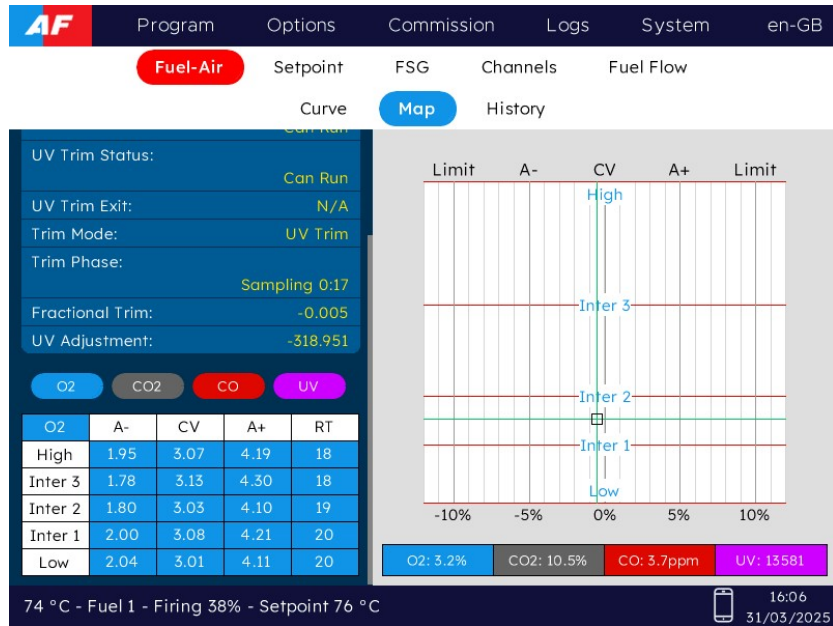 AF Program Options Commission Logs System en-GB
Fuel-Air Setpoint FSG Channels Fuel Flow
Curve Map History
Can Run
UV Trim Status:
Can Run
UV Trim Exit: N/A
Trim Mode: UV Trim
Trim Phase:
Sampling 0:17
Fractional Trim: -0.005
UV Adjustment: -318.951
O2 CO2 CO UV
O2 A- CV A+ RT
High 1.95 3.07 4.19 18
Inter 3 1.78 3.13 4.30 18
Inter 2 1.80 3.03 4.10 19
Inter 1 2.00 3.08 4.21 20
Low 2.04 3.01 4.11 20
Limit A- CV A+ Limit
High
Inter 3
Inter 2
Inter 1
Low
-10% -5% 0% 5% 10%
O2: 3.2% CO2: 10.5% CO: 3.7ppm UV: 13581
74 °C - Fuel 1 - Firing 38% - Setpoint 76 °C
16:06
31/03/2025